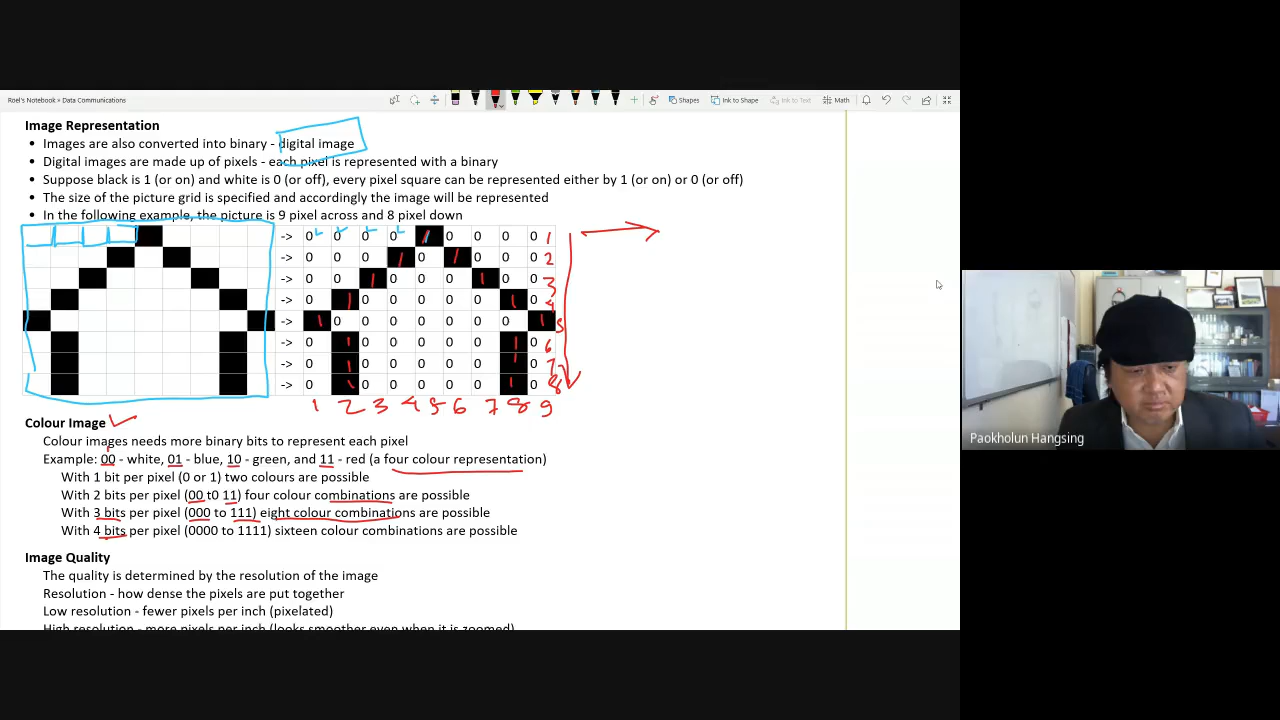 Roel's Notebook » Data Communications
Shapes Ink to Shape Ink to Text Math
Image Representation
• Images are also converted into binary - digital image
• Digital images are made up of pixels - each pixel is represented with a binary
• Suppose black is 1 (or on) and white is 0 (or off), every pixel square can be represented either by 1 (or on) or 0 (or off)
• The size of the picture grid is specified and accordingly the image will be represented
• In the following example, the picture is 9 pixel across and 8 pixel down
-> 0 0 0 0 1 0 0 0 0 1
-> 0 0 0 1 0 1 0 0 0 2
-> 0 0 1 0 0 0 1 0 0 3
-> 0 1 0 0 0 0 0 1 0 4
-> 1 0 0 0 0 0 0 0 1 5
-> 0 1 0 0 0 0 0 1 0 6
-> 0 1 0 0 0 0 0 1 0 7
-> 0 1 0 0 0 0 0 1 0 8
1 2 3 4 5 6 7 8 9
Colour Image
Colour images needs more binary bits to represent each pixel
Example: 00 - white, 01 - blue, 10 - green, and 11 - red (a four colour representation)
With 1 bit per pixel (0 or 1) two colours are possible
With 2 bits per pixel (00 t0 11) four colour combinations are possible
With 3 bits per pixel (000 to 111) eight colour combinations are possible
With 4 bits per pixel (0000 to 1111) sixteen colour combinations are possible
Image Quality
The quality is determined by the resolution of the image
Resolution - how dense the pixels are put together
Low resolution - fewer pixels per inch (pixelated)
High resolution - more pixels per inch (looks smoother even when it is zoomed)
Paokholun Hangsing